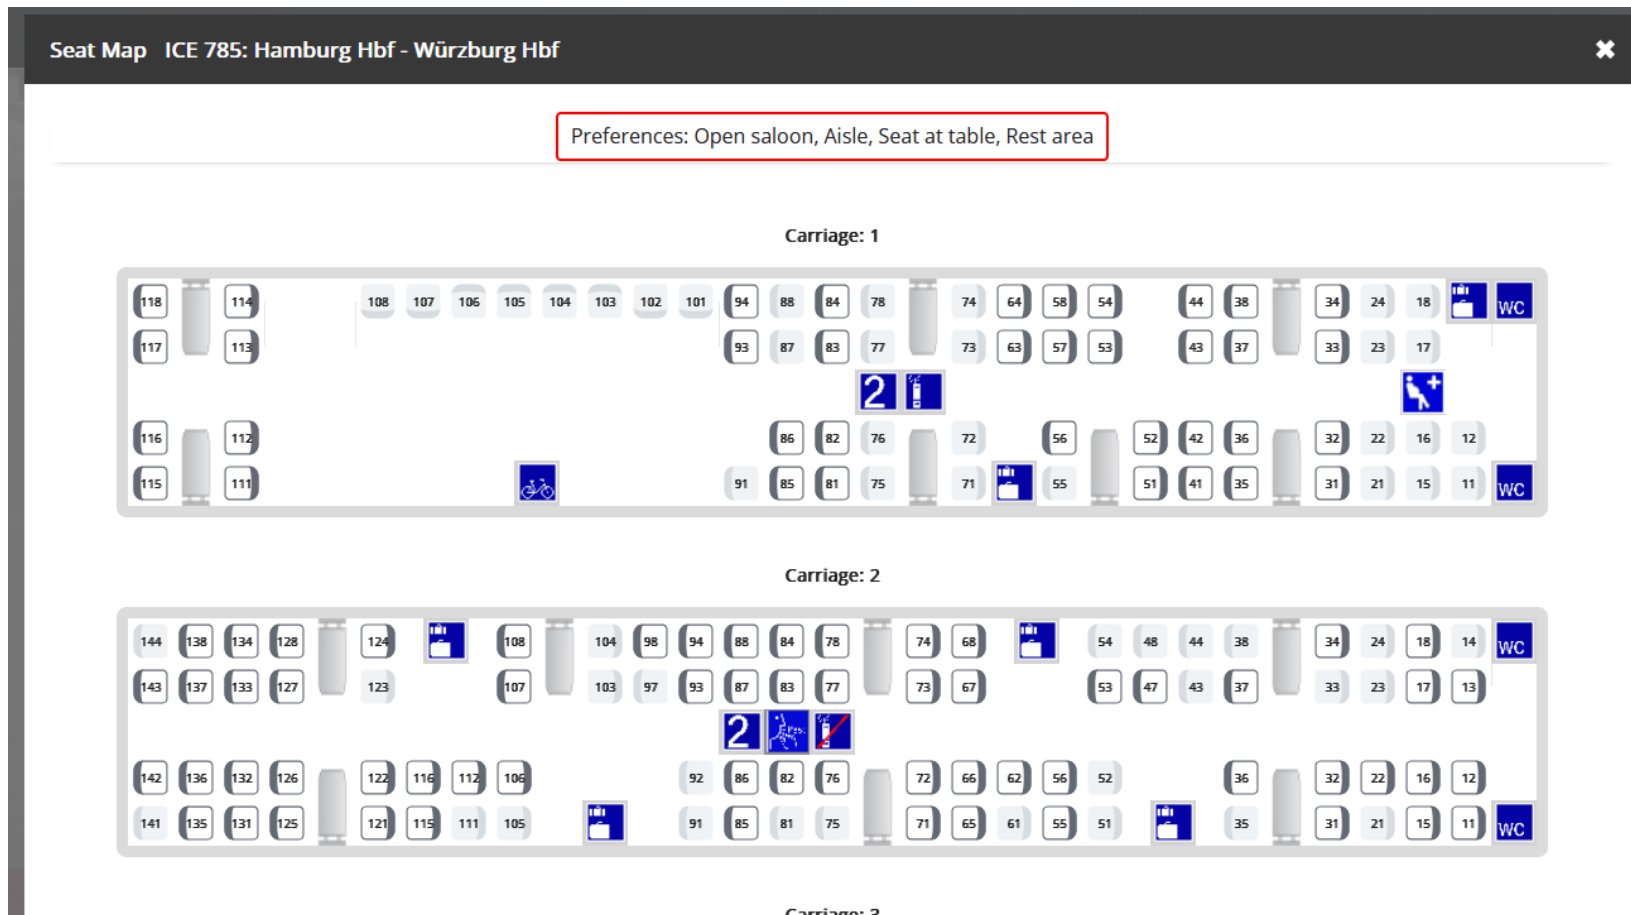 Seat Map ICE 785: Hamburg Hbf - Würzburg Hbf ✖
Preferences: Open saloon, Aisle, Seat at table, Rest area
Carriage: 1
118 114 108 107 106 105 104 103 102 101 94 88 84 78 74 64 58 54 44 38 34 24 18 WC
117 113 93 87 83 77 73 63 57 53 43 37 33 23 17
2
116 112 86 82 76 72 56 52 42 36 32 22 16 12
115 111 91 85 81 75 71 55 51 41 35 31 21 15 11 WC
Carriage: 2
144 138 134 128 124 108 104 98 94 88 84 78 74 68 54 48 44 38 34 24 18 14 WC
143 137 133 127 123 107 103 97 93 87 83 77 73 67 53 47 43 37 33 23 17 13
2
142 136 132 126 122 116 112 106 92 86 82 76 72 66 62 56 52 36 32 22 16 12
141 135 131 125 121 115 111 105 91 85 81 75 71 65 61 55 51 35 31 21 15 11 WC
Carriage: 3